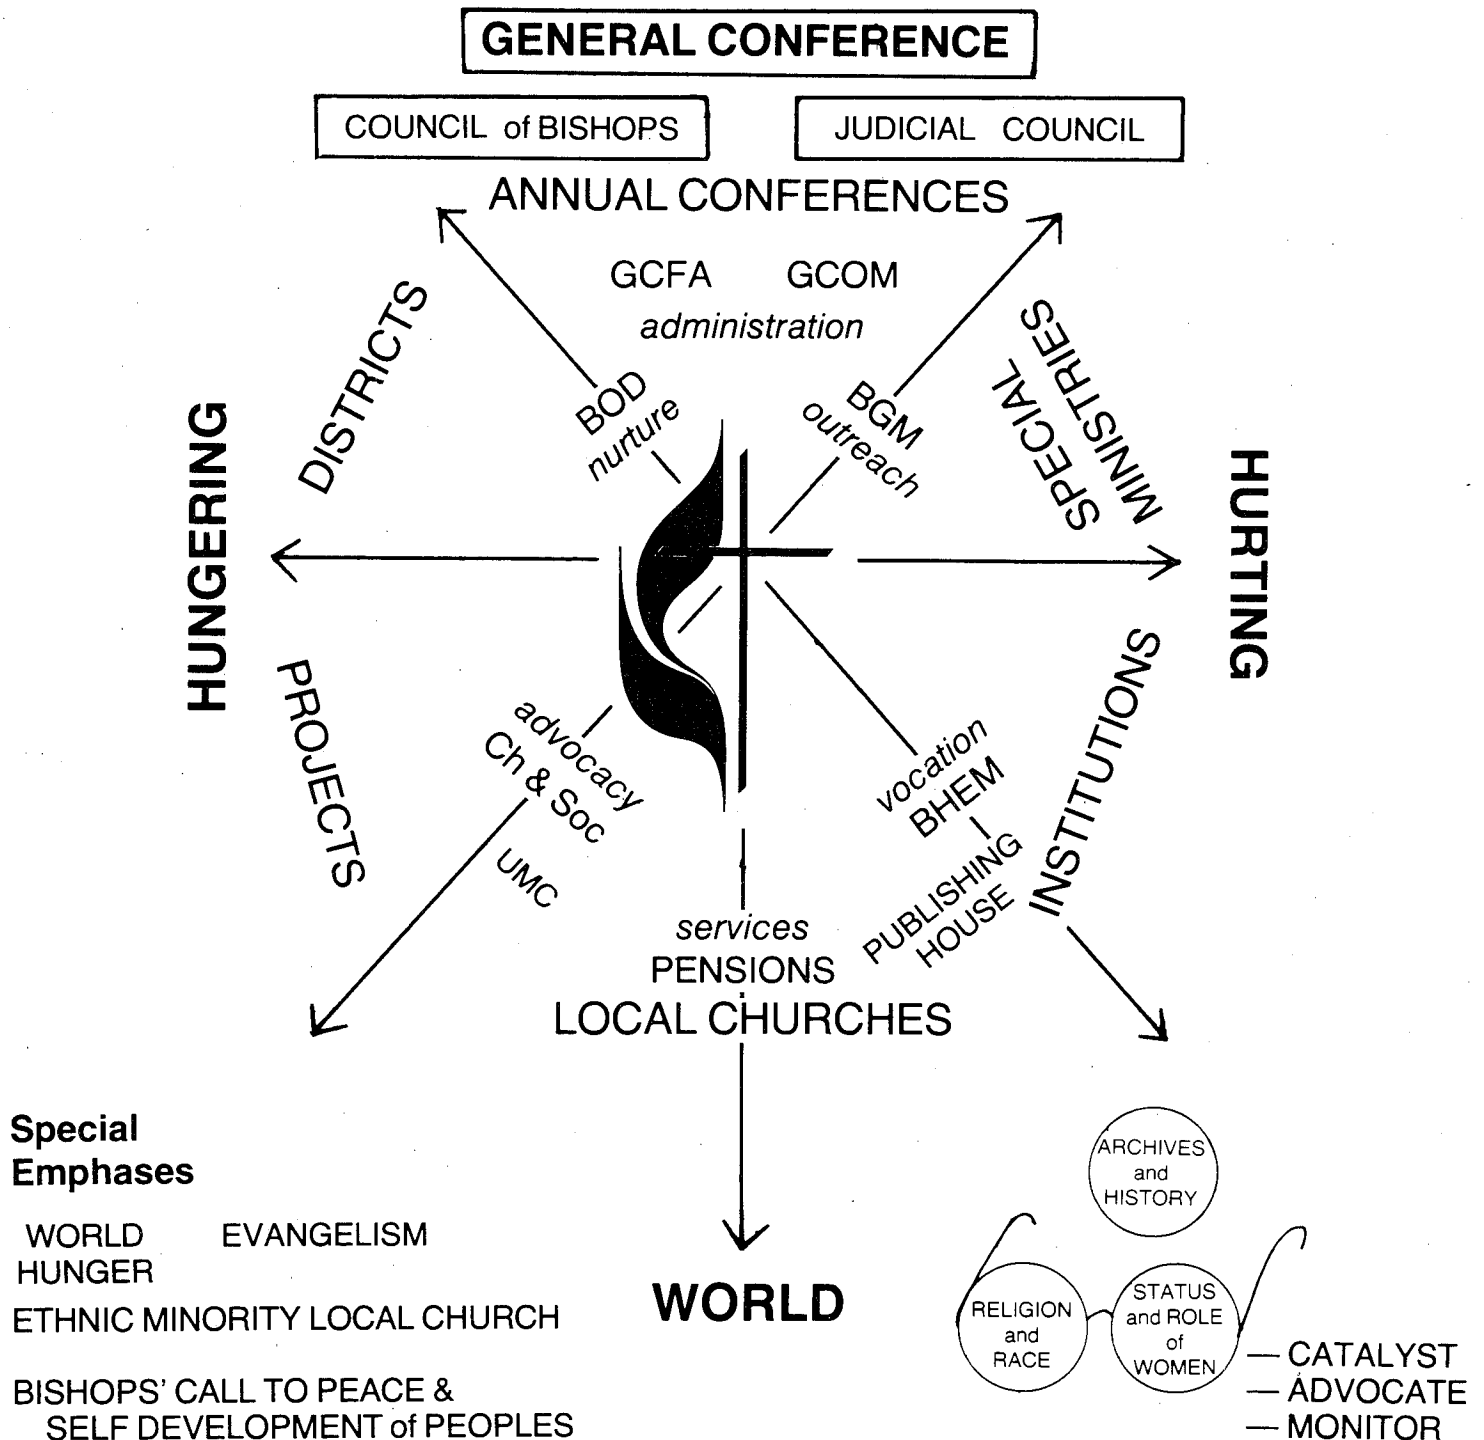 GENERAL CONFERENCE
COUNCIL of BISHOPS
JUDICIAL COUNCIL
ANNUAL CONFERENCES
GCFA GCOM
administration
DISTRICTS
BOD
nurture
BGM
outreach
SPECIAL
MINISTRIES
HUNGERING
HURTING
PROJECTS
advocacy
Ch & Soc
UMC
vocation
BHEM
PUBLISHING
HOUSE
INSTITUTIONS
services
PENSIONS
LOCAL CHURCHES
WORLD
Special
Emphases
WORLD
HUNGER
EVANGELISM
ETHNIC MINORITY LOCAL CHURCH
BISHOPS' CALL TO PEACE &
SELF DEVELOPMENT of PEOPLES
ARCHIVES
and
HISTORY
RELIGION
and
RACE
STATUS
and ROLE
of
WOMEN
— CATALYST
— ADVOCATE
— MONITOR